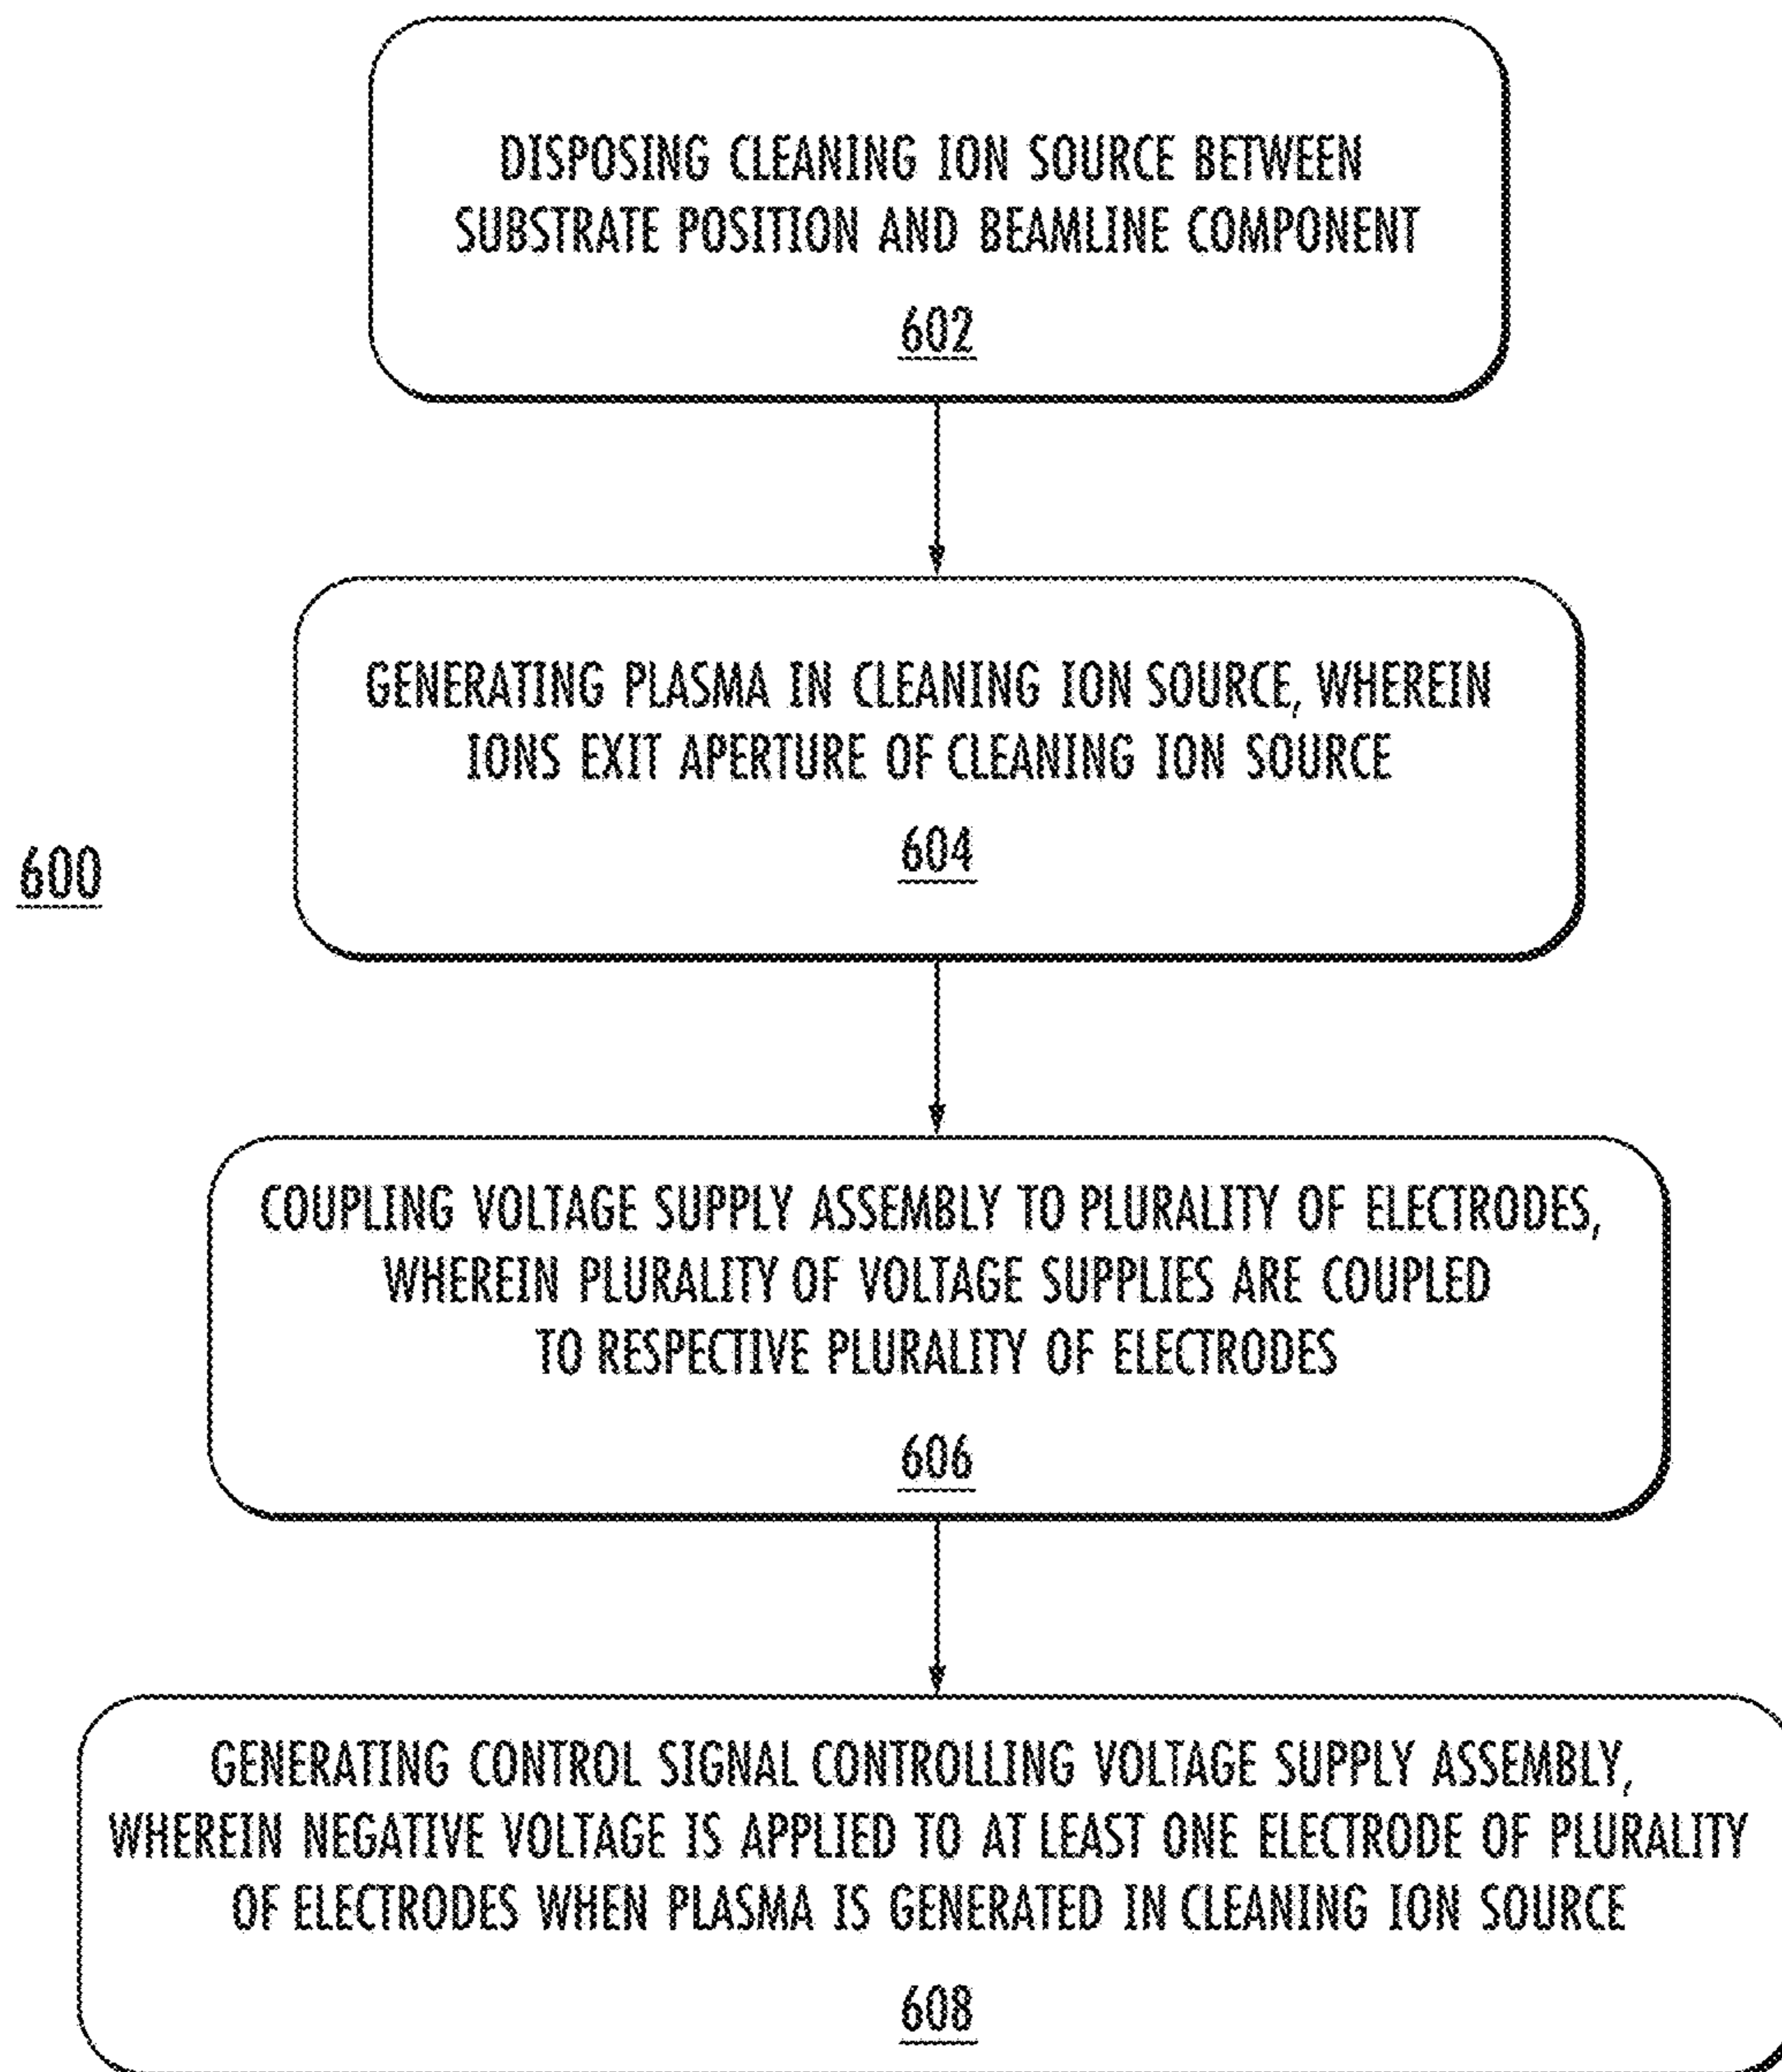 DISPOSING CLEANING ION SOURCE BETWEEN
SUBSTRATE POSITION AND BEAMLINE COMPONENT
602
GENERATING PLASMA IN CLEANING ION SOURCE, WHEREIN
IONS EXIT APERTURE OF CLEANING ION SOURCE
604
600
COUPLING VOLTAGE SUPPLY ASSEMBLY TO PLURALITY OF ELECTRODES,
WHEREIN PLURALITY OF VOLTAGE SUPPLIES ARE COUPLED
TO RESPECTIVE PLURALITY OF ELECTRODES
606
GENERATING CONTROL SIGNAL CONTROLLING VOLTAGE SUPPLY ASSEMBLY,
WHEREIN NEGATIVE VOLTAGE IS APPLIED TO AT LEAST ONE ELECTRODE OF PLURALITY
OF ELECTRODES WHEN PLASMA IS GENERATED IN CLEANING ION SOURCE
608